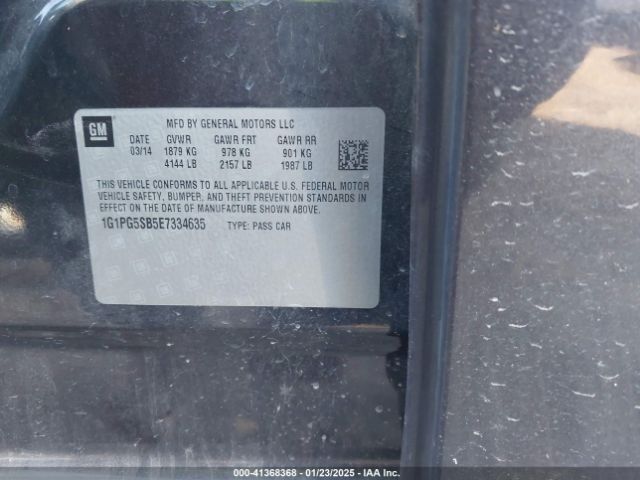 GM
MFD BY GENERAL MOTORS LLC
DATE GVWR GAWR FRT GAWR RR
03/14 1879 KG 978 KG 901 KG
4144 LB 2157 LB 1987 LB
THIS VEHICLE CONFORMS TO ALL APPLICABLE U.S. FEDERAL MOTOR
VEHICLE SAFETY, BUMPER, AND THEFT PREVENTION STANDARDS IN
EFFECT ON THE DATE OF MANUFACTURE SHOWN ABOVE.
1G1PG5SB5E7334635 TYPE: PASS CAR
000-41368368 - 01/23/2025 - IAA Inc.